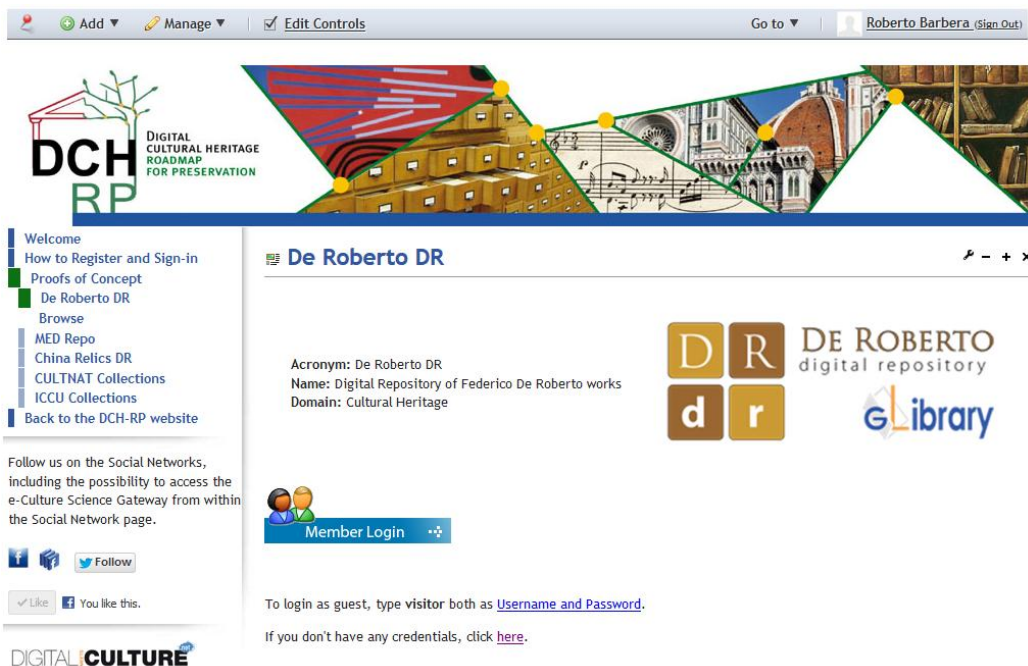 Add ▼ Manage ▼ Edit Controls Go to ▼ Roberto Barbera (Sign Out)
DCH
RP
DIGITAL
CULTURAL HERITAGE
ROADMAP
FOR PRESERVATION
Welcome
How to Register and Sign-in
Proofs of Concept
De Roberto DR
Browse
MED Repo
China Relics DR
CULTNAT Collections
ICCU Collections
Back to the DCH-RP website
Follow us on the Social Networks,
including the possibility to access the
e-Culture Science Gateway from within
the Social Network page.
Follow
Like You like this.
DIGITAL CULTURE
De Roberto DR
Acronym: De Roberto DR
Name: Digital Repository of Federico De Roberto works
Domain: Cultural Heritage
D R
d r
DE ROBERTO
digital repository
gLibrary
Member Login
To login as guest, type visitor both as Username and Password.
If you don't have any credentials, click here.